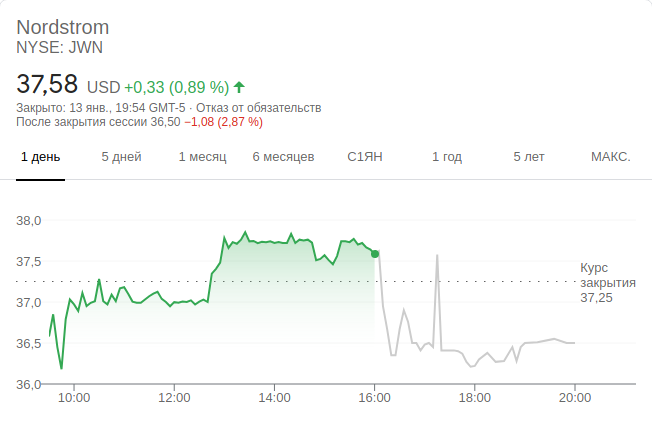 Nordstrom
NYSE: JWN
37,58 USD +0,33 (0,89 %)
Закрыто: 13 янв., 19:54 GMT-5 · Отказ от обязательств
После закрытия сессии 36,50 −1,08 (2,87 %)
1 день 5 дней 1 месяц 6 месяцев С1ЯН 1 год 5 лет МАКС.
38,0
37,5
37,0
36,5
36,0
Курс
закрытия
37,25
10:00 12:00 14:00 16:00 18:00 20:00